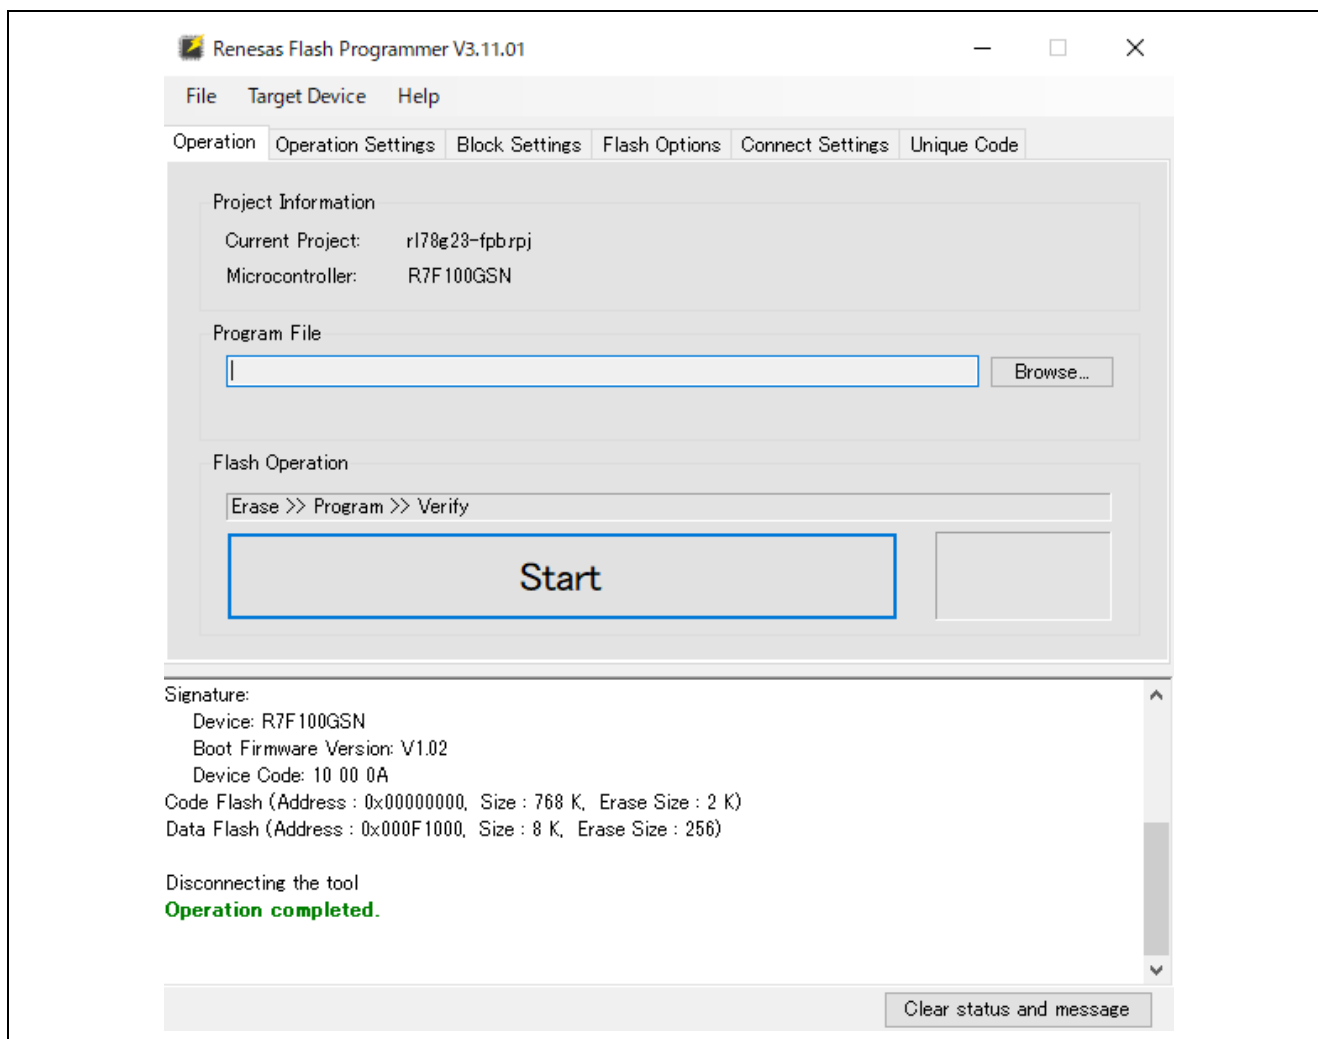 Renesas Flash Programmer V3.11.01
File Target Device Help
Operation Operation Settings Block Settings Flash Options Connect Settings Unique Code
Project Information
Current Project: rl78g23-fpb.rpj
Microcontroller: R7F100GSN
Program File
Browse...
Flash Operation
Erase >> Program >> Verify
Start
Signature:
Device: R7F100GSN
Boot Firmware Version: V1.02
Device Code: 10 00 0A
Code Flash (Address : 0x00000000, Size : 768 K, Erase Size : 2 K)
Data Flash (Address : 0x000F1000, Size : 8 K, Erase Size : 256)
Disconnecting the tool
Operation completed.
Clear status and message